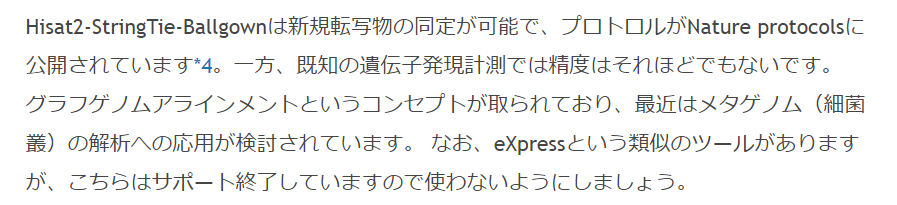 Hisat2-StringTie-Ballgownは新規転写物の同定が可能で、プロトロルがNature protocolsに
公開されています*4。一方、既知の遺伝子発現計測では精度はそれほどでもないです。
グラフゲノムアラインメントというコンセプトが取られており、最近はメタゲノム（細菌
叢）の解析への応用が検討されています。 なお、eXpressという類似のツールがあります
が、こちらはサポート終了していますので使わないようにしましょう。